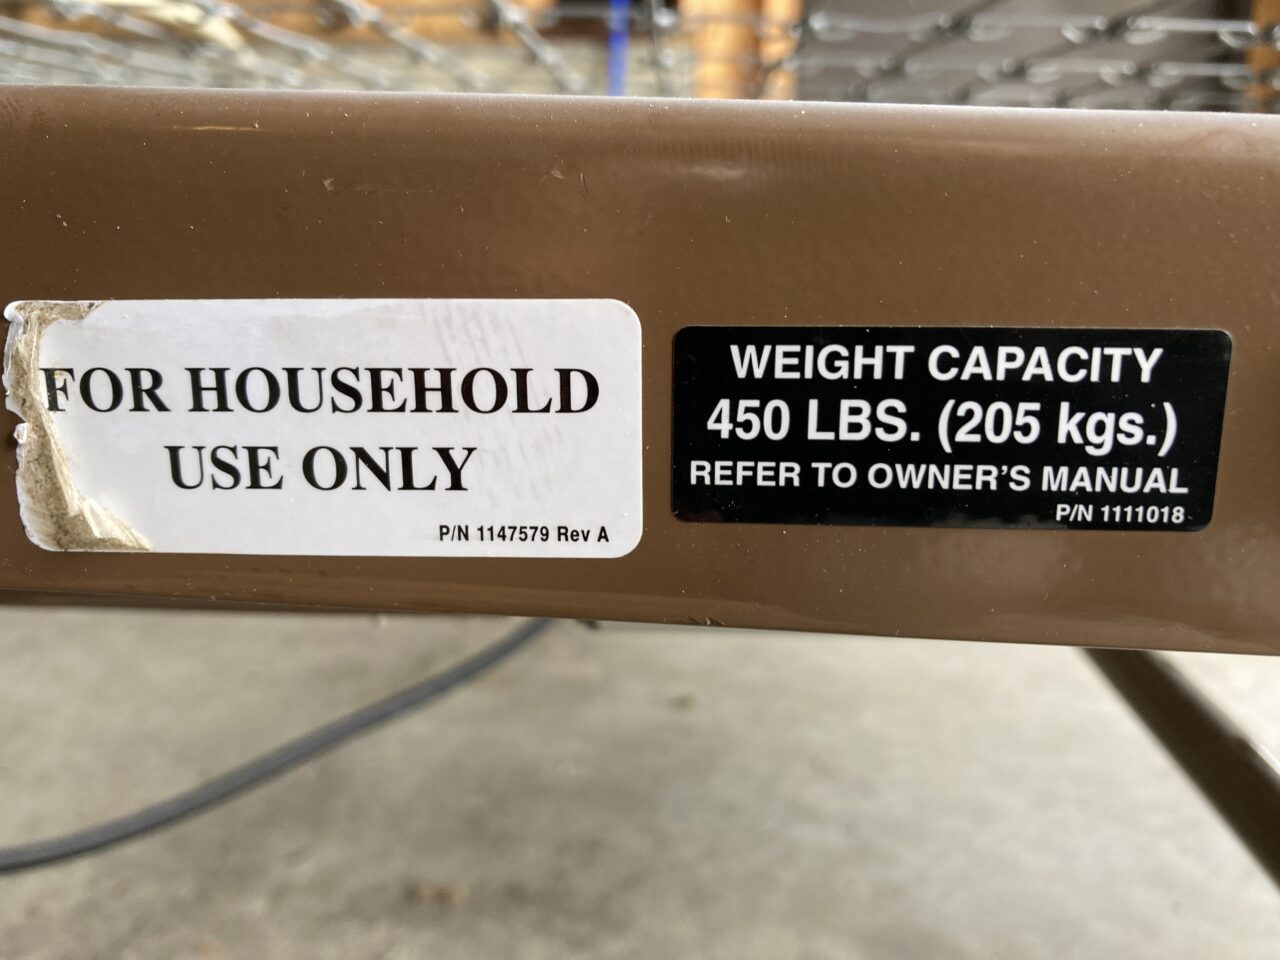 FOR HOUSEHOLD
USE ONLY
P/N 1147579 Rev A
WEIGHT CAPACITY
450 LBS. (205 kgs.)
REFER TO OWNER'S MANUAL
P/N 1111018